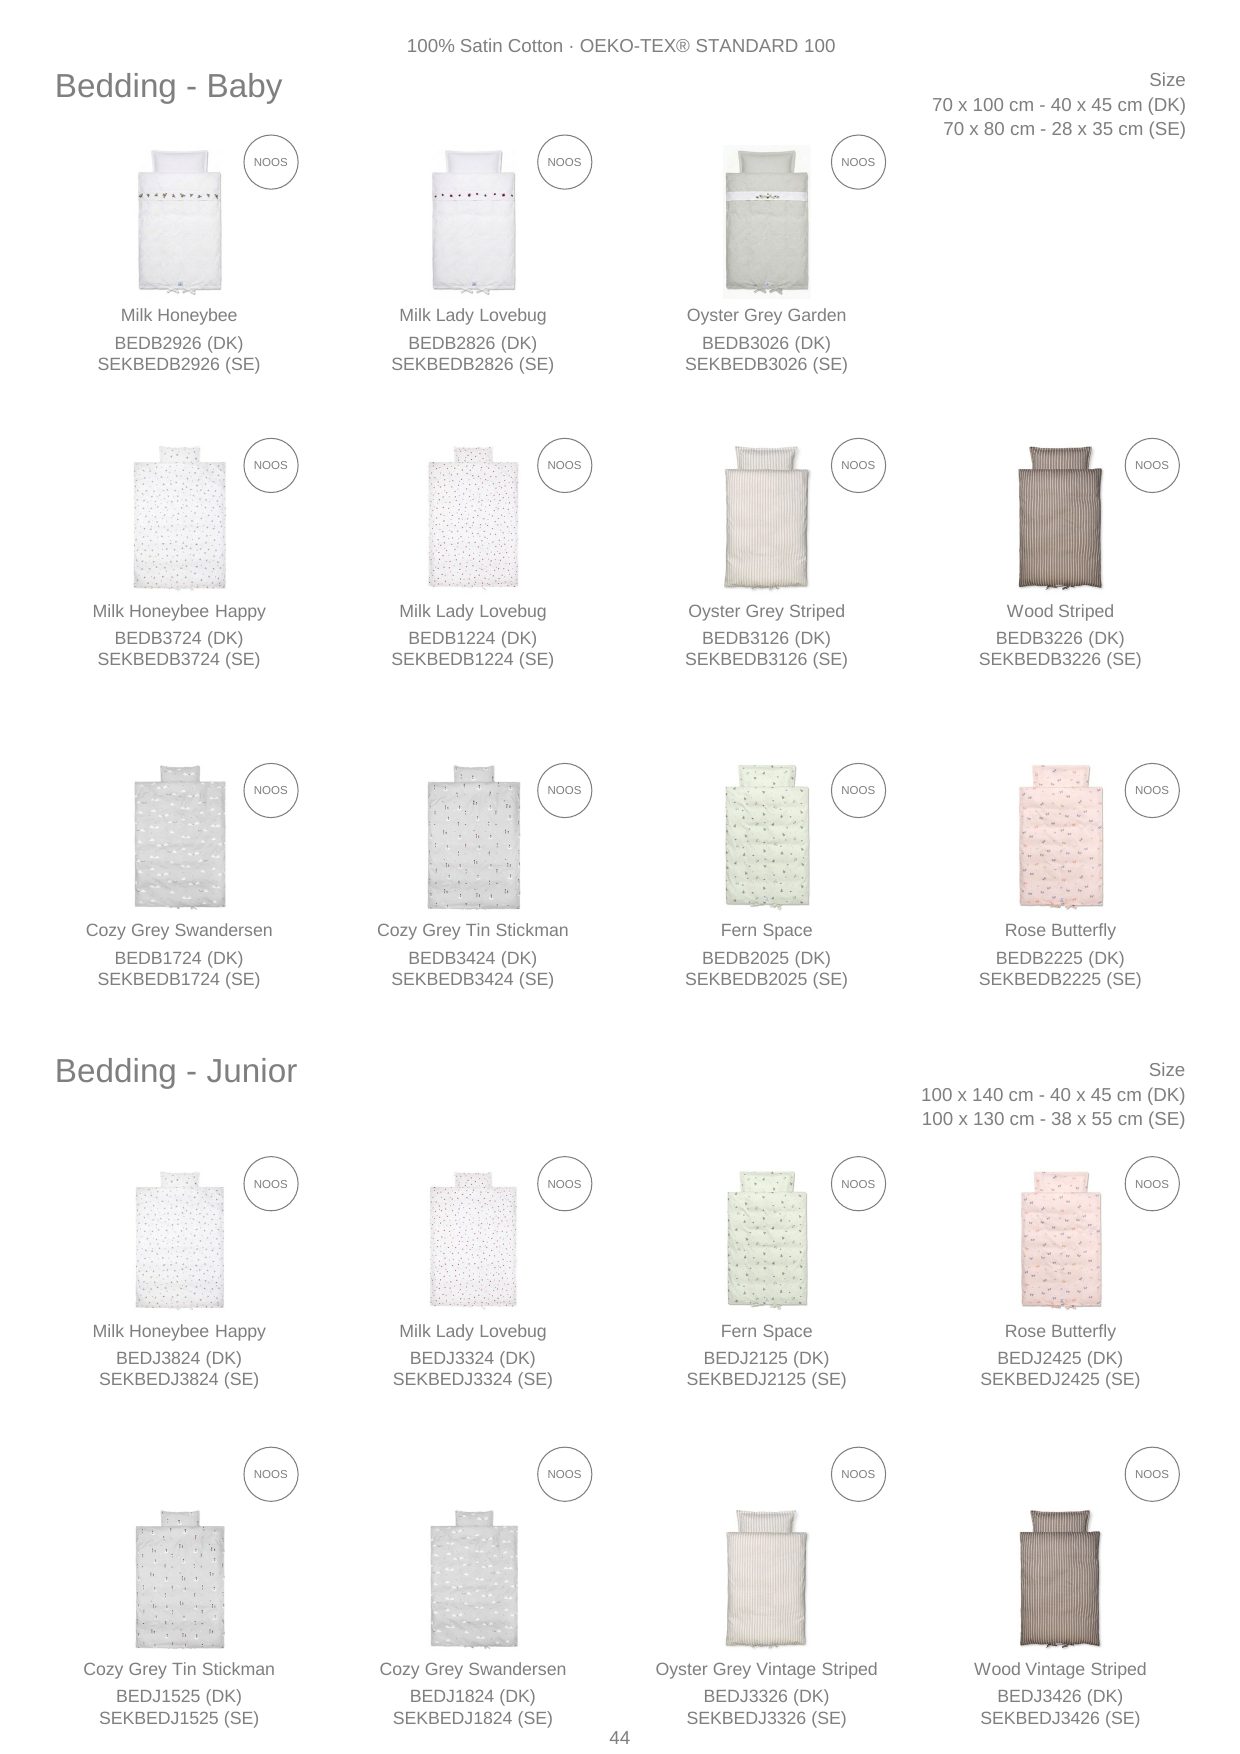 100% Satin Cotton · OEKO-TEX® STANDARD 100
Bedding - Baby
Size
70 x 100 cm - 40 x 45 cm (DK)
70 x 80 cm - 28 x 35 cm (SE)
NOOS NOOS NOOS
Milk Honeybee Milk Lady Lovebug Oyster Grey Garden
BEDB2926 (DK) BEDB2826 (DK) BEDB3026 (DK)
SEKBEDB2926 (SE) SEKBEDB2826 (SE) SEKBEDB3026 (SE)
NOOS NOOS NOOS NOOS
Milk Honeybee Happy Milk Lady Lovebug Oyster Grey Striped Wood Striped
BEDB3724 (DK) BEDB1224 (DK) BEDB3126 (DK) BEDB3226 (DK)
SEKBEDB3724 (SE) SEKBEDB1224 (SE) SEKBEDB3126 (SE) SEKBEDB3226 (SE)
NOOS NOOS NOOS NOOS
Cozy Grey Swandersen Cozy Grey Tin Stickman Fern Space Rose Butterfly
BEDB1724 (DK) BEDB3424 (DK) BEDB2025 (DK) BEDB2225 (DK)
SEKBEDB1724 (SE) SEKBEDB3424 (SE) SEKBEDB2025 (SE) SEKBEDB2225 (SE)
Bedding - Junior
Size
100 x 140 cm - 40 x 45 cm (DK)
100 x 130 cm - 38 x 55 cm (SE)
NOOS NOOS NOOS NOOS
Milk Honeybee Happy Milk Lady Lovebug Fern Space Rose Butterfly
BEDJ3824 (DK) BEDJ3324 (DK) BEDJ2125 (DK) BEDJ2425 (DK)
SEKBEDJ3824 (SE) SEKBEDJ3324 (SE) SEKBEDJ2125 (SE) SEKBEDJ2425 (SE)
NOOS NOOS NOOS NOOS
Cozy Grey Tin Stickman Cozy Grey Swandersen Oyster Grey Vintage Striped Wood Vintage Striped
BEDJ1525 (DK) BEDJ1824 (DK) BEDJ3326 (DK) BEDJ3426 (DK)
SEKBEDJ1525 (SE) SEKBEDJ1824 (SE) SEKBEDJ3326 (SE) SEKBEDJ3426 (SE)
44